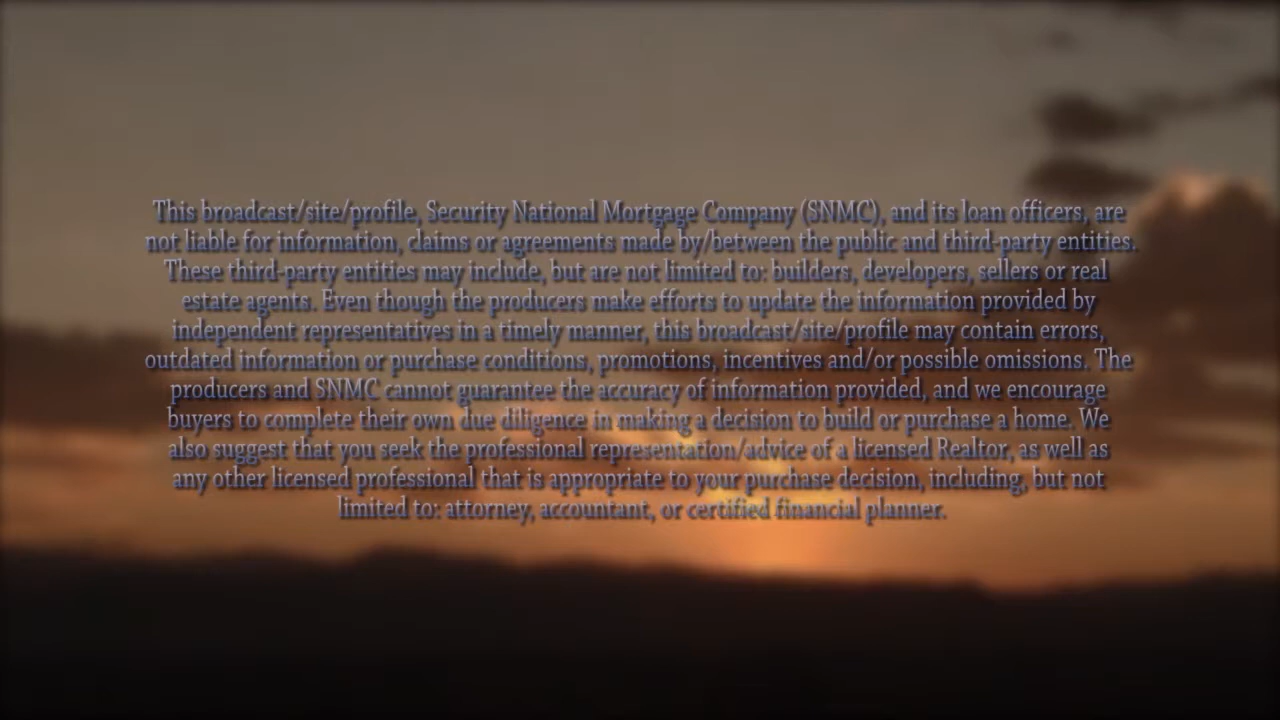 This broadcast/site/profile, Security National Mortgage Company (SNMC), and its loan officers, are
not liable for information, claims or agreements made by/between the public and third-party entities.
These third-party entities may include, but are not limited to: builders, developers, sellers or real
estate agents. Even though the producers make efforts to update the information provided by
independent representatives in a timely manner, this broadcast/site/profile may contain errors,
outdated information or purchase conditions, promotions, incentives and/or possible omissions. The
producers and SNMC cannot guarantee the accuracy of information provided, and we encourage
buyers to complete their own due diligence in making a decision to build or purchase a home. We
also suggest that you seek the professional representation/advice of a licensed Realtor, as well as
any other licensed professional that is appropriate to your purchase decision, including, but not
limited to: attorney, accountant, or certified financial planner.